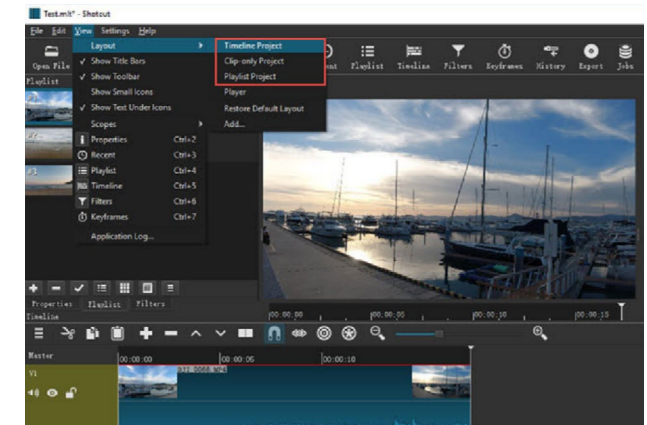 Test.mlt* - Shotcut
File Edit View Settings Help
Open File
Playlist Timeline Filters Keyframes History Export Jobs
Playlist
Layout
Show Title Bars
Show Toolbar
Show Small Icons
Show Text Under Icons
Scopes
Properties Ctrl+2
Recent Ctrl+3
Playlist Ctrl+4
Timeline Ctrl+5
Filters Ctrl+6
Keyframes Ctrl+7
Application Log...
Timeline Project
Clip-only Project
Playlist Project
Player
Restore Default Layout
Add...
#3
Properties Playlist Filters
Timeline
00:00:00 00:00:05 00:00:10 00:00:15
Master 00:00:00 00:00:05 00:00:10
V1